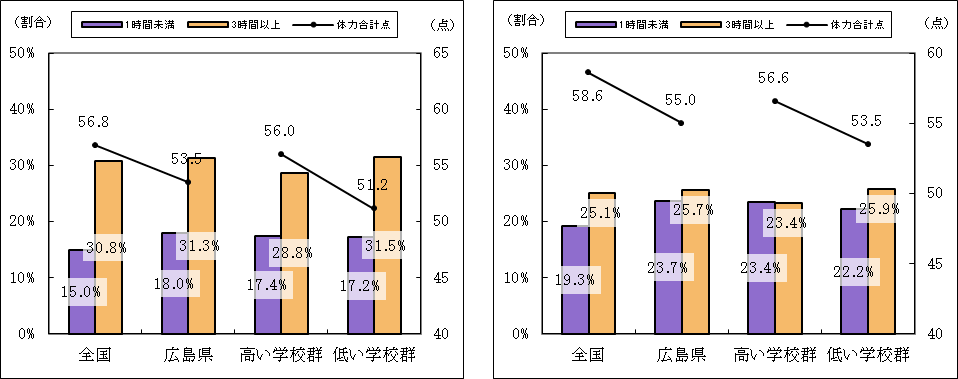 (割合)
1時間未満 3時間以上 体力合計点
(点)
50% 65
40% 60
30% 55
20% 50
10% 45
0% 40
56.8 53.5 56.0 51.2
30.8% 31.3% 28.8% 31.5%
15.0% 18.0% 17.4% 17.2%
全国 広島県 高い学校群 低い学校群
(割合)
1時間未満 3時間以上 体力合計点
(点)
50% 60
40% 55
30% 50
20% 45
10% 40
0%
58.6 55.0 56.6 53.5
25.1% 25.7% 23.4% 25.9%
19.3% 23.7% 23.4% 22.2%
全国 広島県 高い学校群 低い学校群